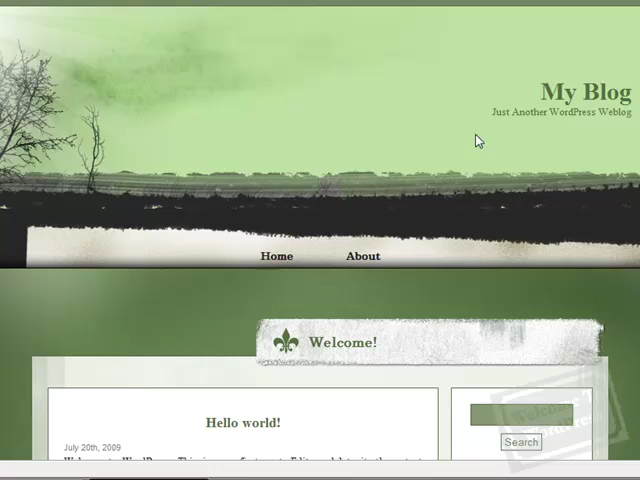 My Blog
Just Another WordPress Weblog
Home About
Welcome!
Hello world!
July 20th, 2009
Search